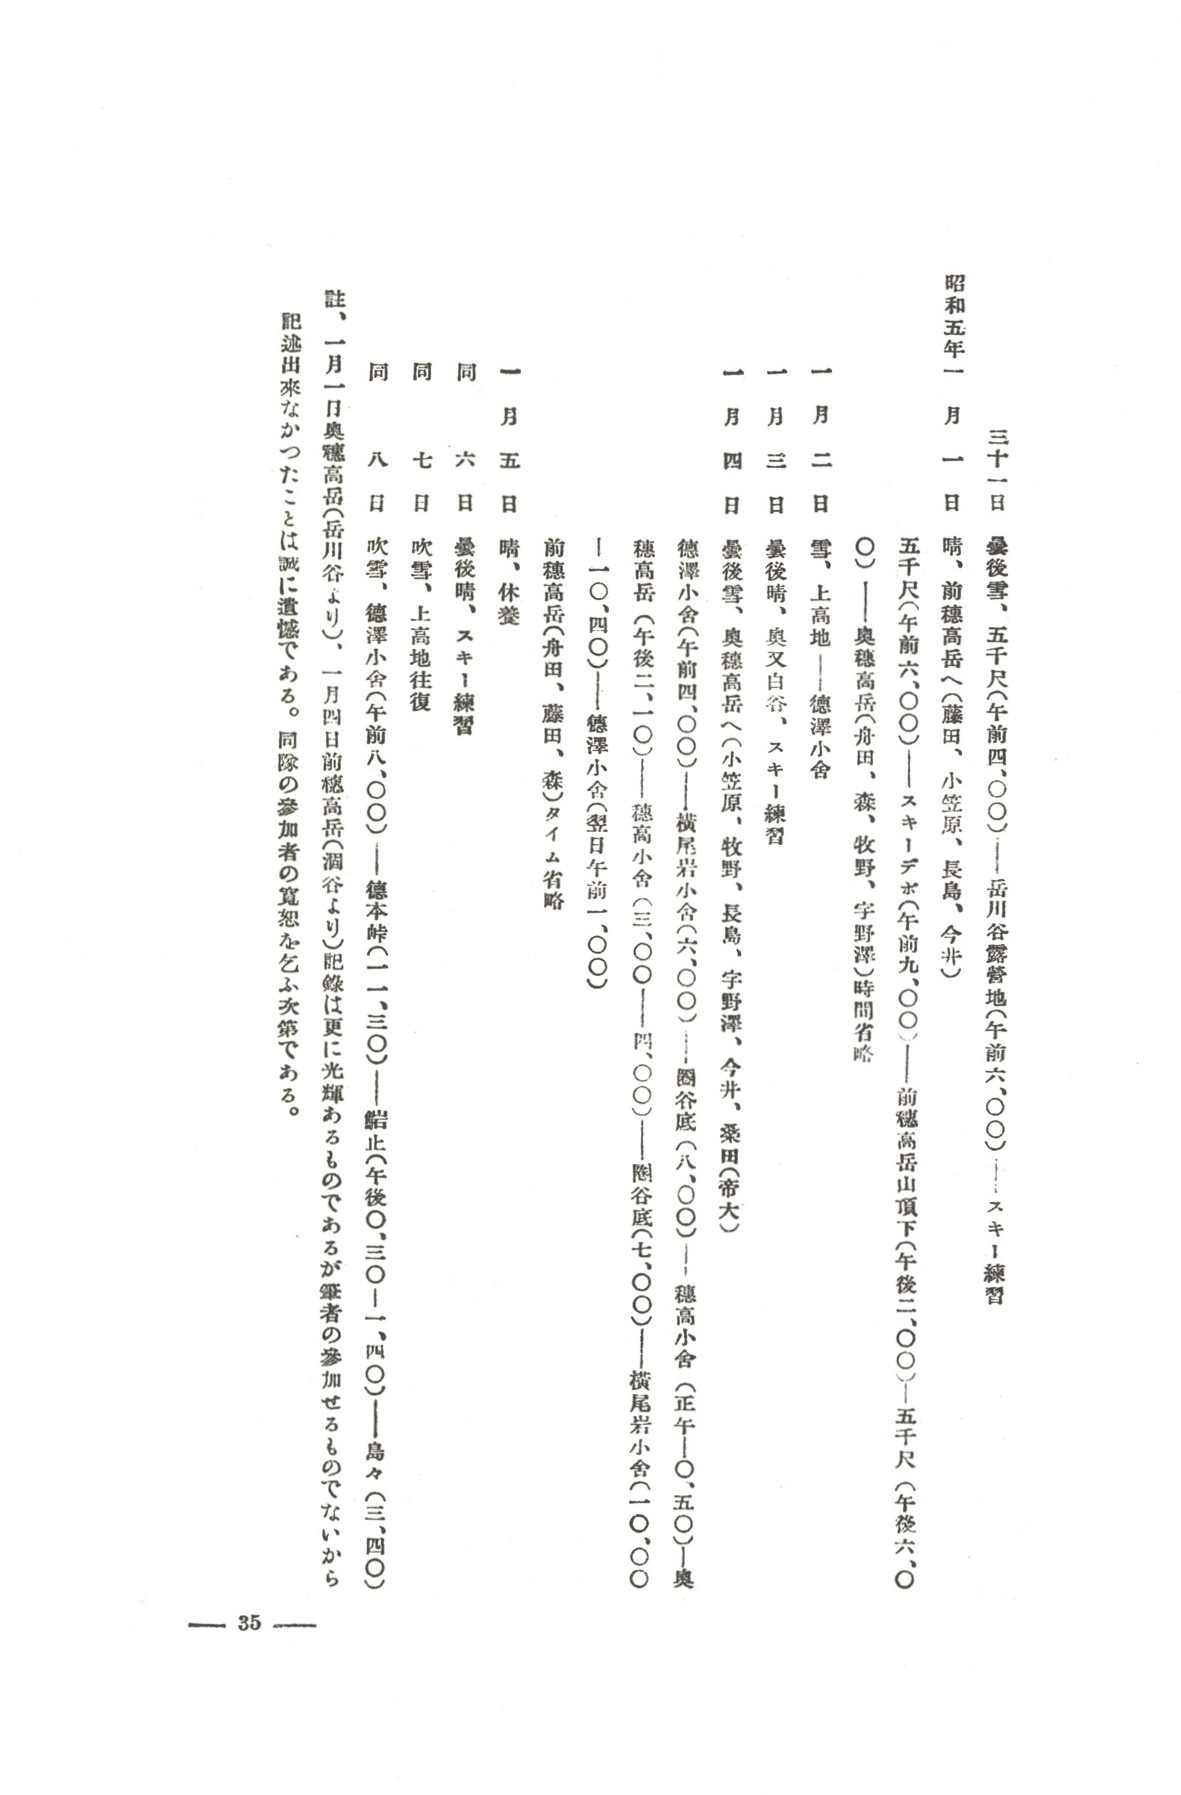 三十一日　曇後雪、五千尺(午前四、〇〇)——岳川谷露營地(午前六、〇〇)——スキー練習
昭和五年一月一日　晴、前穗高岳へ(藤田、小笠原、長島、今井)
五千尺(午前六、〇〇)——スキーデポ(午前九、〇〇)——前穗高岳山頂下(午後二、〇〇)—五千尺(午後六、〇
〇)——奥穗高岳(舟田、森、牧野、宇野澤)時間省略
一月二日　雪、上高地——德澤小舍
一月三日　曇後晴、奥又白谷、スキー練習
一月四日　曇後雪、奥穗高岳へ(小笠原、牧野、長島、宇野澤、今井、桑田(帝大)
德澤小舍(午前四、〇〇)——橫尾岩小舍(六、〇〇)——圈谷底(八、〇〇)——穗高小舍(正午—〇、五〇)—奥
穗高岳(午後二、一〇)——穗高小舍(三、〇〇——四、〇〇)——圈谷底(七、〇〇)——橫尾岩小舍(一〇、〇〇
—一〇、四〇)——德澤小舍(翌日午前一、〇〇)
前穗高岳(舟田、藤田、森)タイム省略
一月五日　晴、休養
同　六日　曇後晴、スキー練習
同　七日　吹雪、上高地往復
同　八日　吹雪、德澤小舍(午前八、〇〇)——德本峠(一一、三〇)——岩魚止(午後〇、三〇—一、四〇)——島々(三、四〇)
註、一月一日奥穗高岳(岳川谷より)、一月四日前穗高岳(涸谷より)記錄は更に光輝あるものであるが筆者の參加せるものでないから
記述出來なかつたことは誠に遺憾である。同隊の參加者の寬恕を乞ふ次第である。
— 35 —